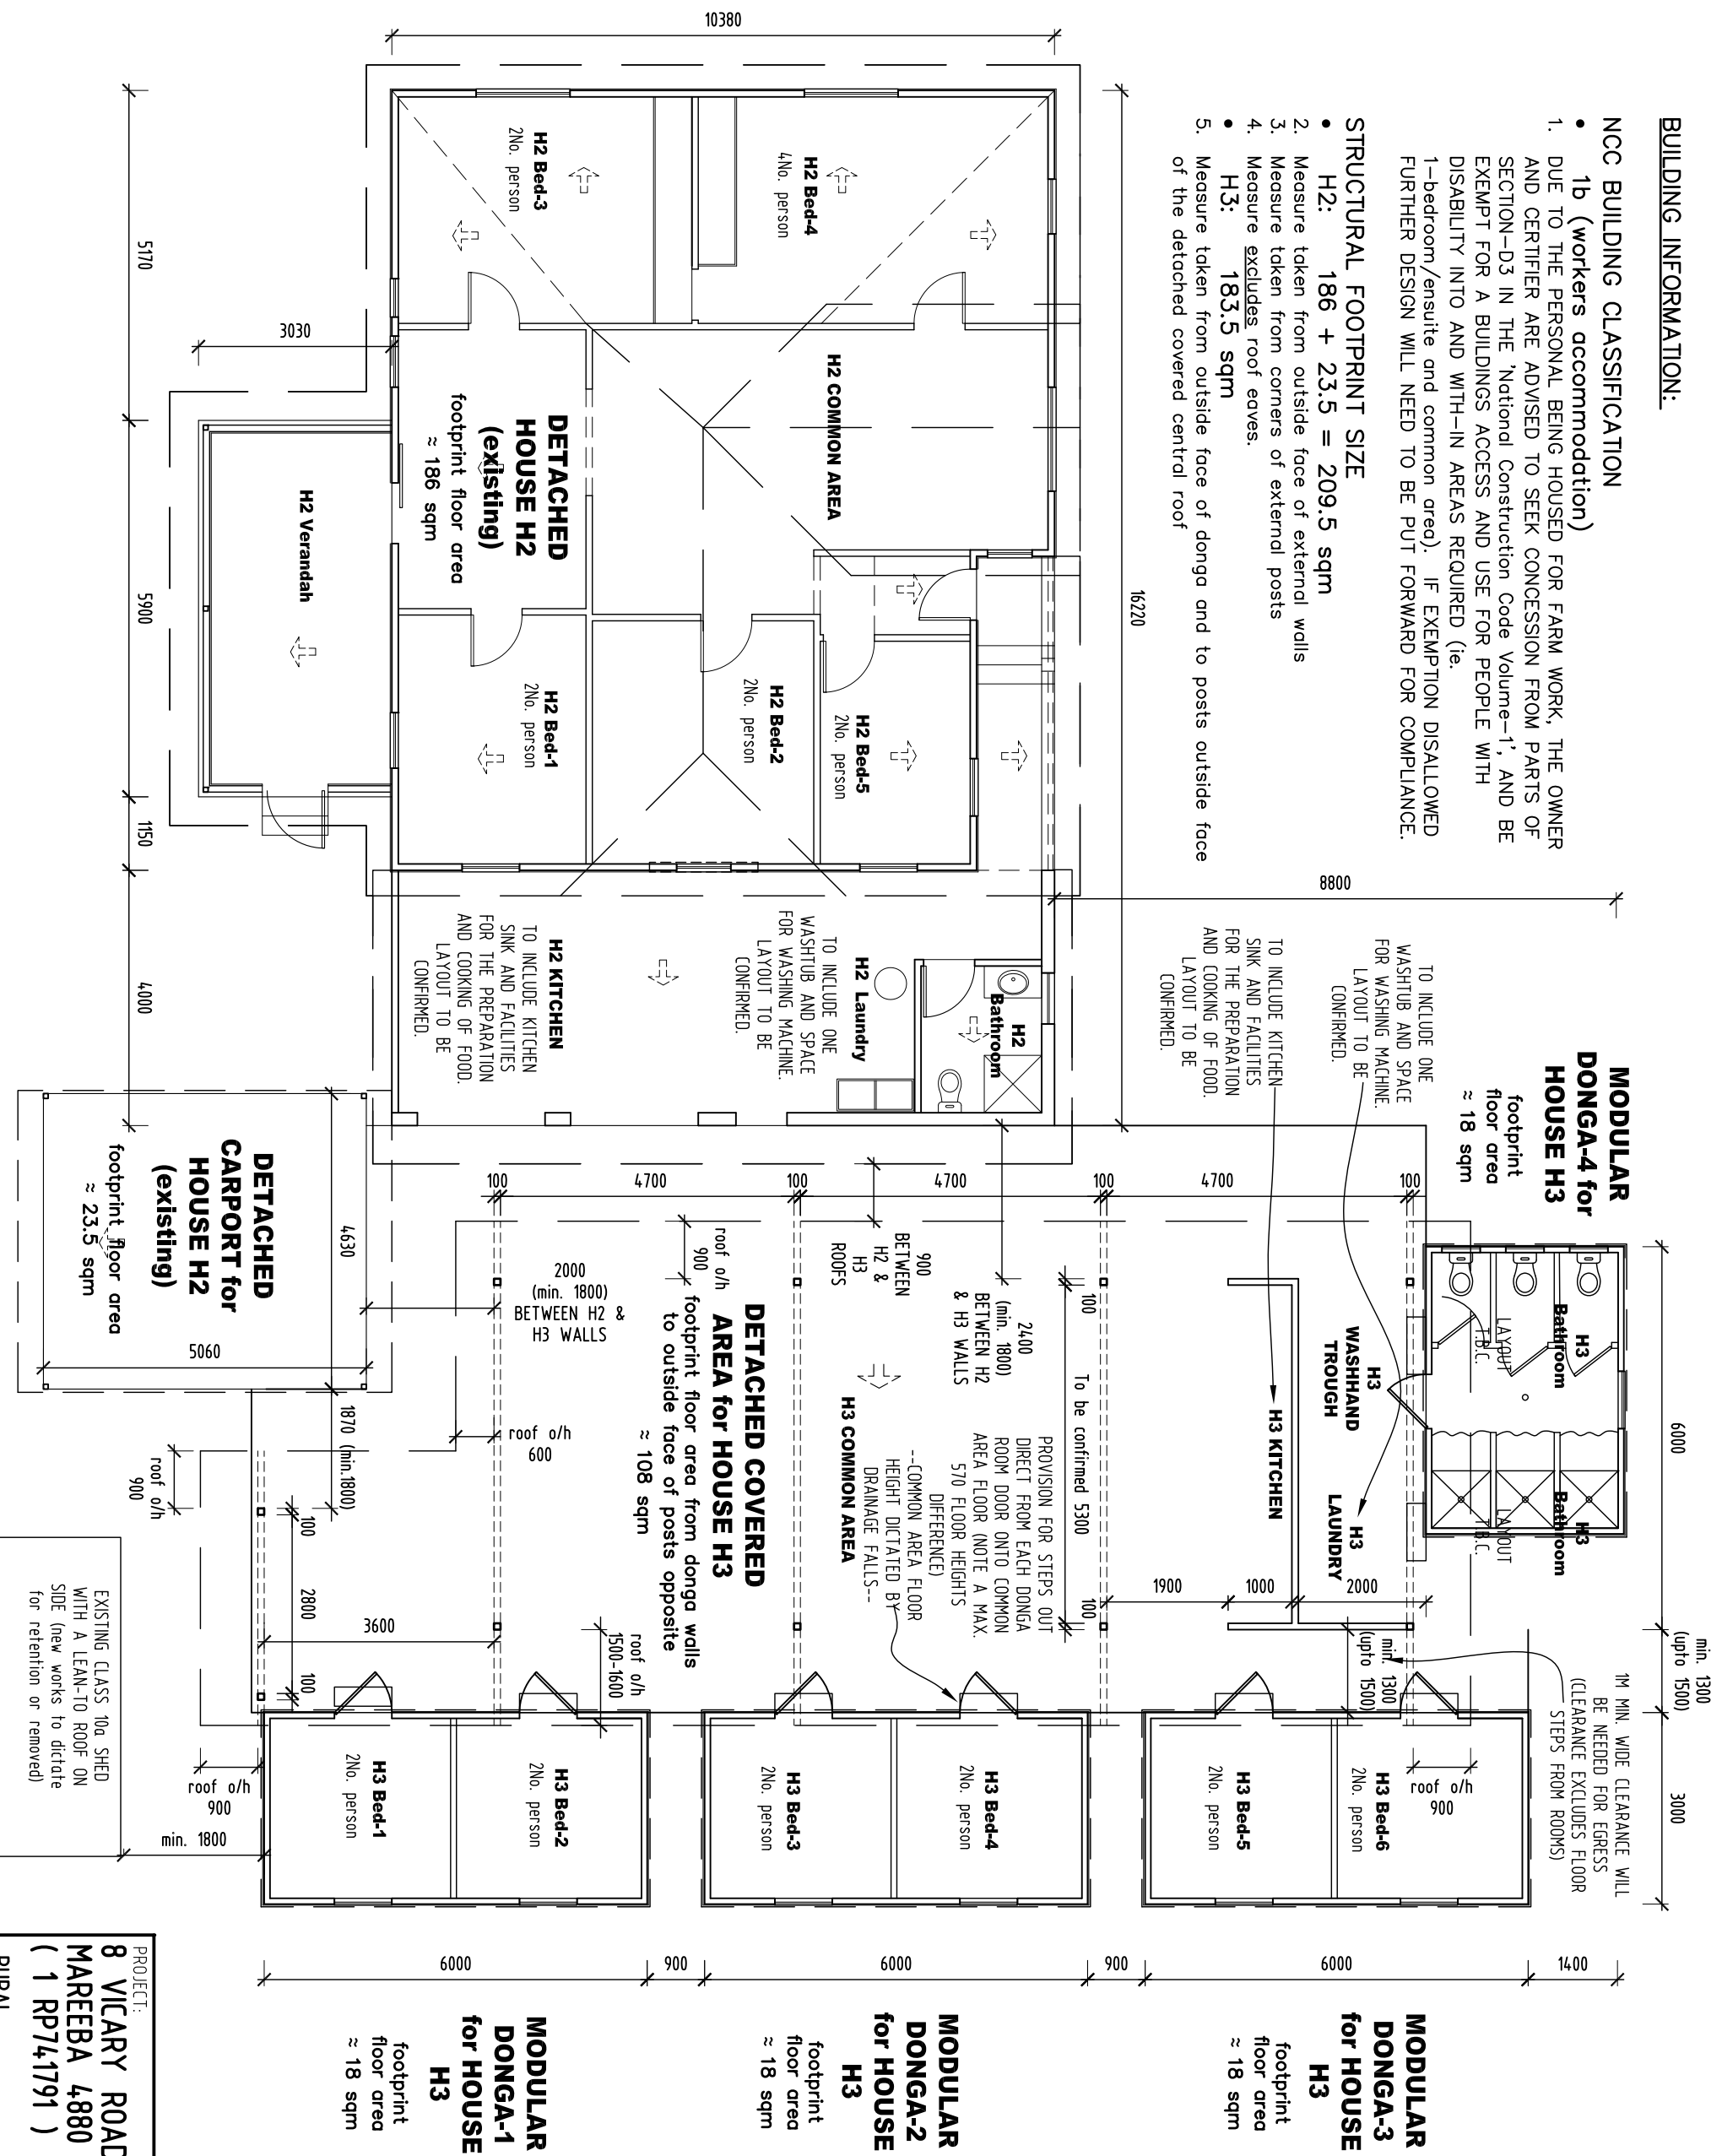 BUILDING INFORMATION:
NCC BUILDING CLASSIFICATION
• 1b (workers accommodation)
1. DUE TO THE PERSONAL BEING HOUSED FOR FARM WORK, THE OWNER
AND CERTIFIER ARE ADVISED TO SEEK CONCESSION FROM PARTS OF
SECTION-D3 IN THE 'National Construction Code Volume-1', AND BE
EXEMPT FOR A BUILDINGS ACCESS AND USE FOR PEOPLE WITH
DISABILITY INTO AND WITH-IN AREAS REQUIRED (ie.
1-bedroom/ensuite and common area). IF EXEMPTION DISALLOWED
FURTHER DESIGN WILL NEED TO BE PUT FORWARD FOR COMPLIANCE.
STRUCTURAL FOOTPRINT SIZE
• H2: 186 + 23.5 = 209.5 sqm
2. Measure taken from outside face of external walls
3. Measure taken from corners of external posts
4. Measure excludes roof eaves.
• H3: 183.5 sqm
5. Measure taken from outside face of donga and to posts outside face
of the detached covered central roof
MODULAR
DONGA-4 for
HOUSE H3
footprint
floor area
≈ 18 sqm
TO INCLUDE ONE
WASHTUB AND SPACE
FOR WASHING MACHINE.
LAYOUT TO BE
CONFIRMED.
TO INCLUDE KITCHEN
SINK AND FACILITIES
FOR THE PREPARATION
AND COOKING OF FOOD.
LAYOUT TO BE
CONFIRMED.
6000
min. 1300
(upto 1500)
3000
1M MIN. WIDE CLEARANCE WILL
BE NEEDED FOR EGRESS
(CLEARANCE EXCLUDES FLOOR
STEPS FROM ROOMS)
H3
Bathroom
LAYOUT
T.B.C.
H3
Bathroom
LAYOUT
T.B.C.
H3
WASHHAND
TROUGH
H3
LAUNDRY
H3 KITCHEN
2000
1000
1900
min. 1300
(upto 1500)
roof o/h
900
8800
16220
10380
100
4700
100
4700
100
4700
100
H2 Bed-4
4No. person
H2 Bed-3
2No. person
H2 COMMON AREA
DETACHED
HOUSE H2
(existing)
footprint floor area
≈ 186 sqm
H2 Bed-5
2No. person
H2 Bed-2
2No. person
H2 Bed-1
2No. person
H2 Verandah
3030
5170
5900
1150
4000
H2
Bathroom
H2 Laundry
TO INCLUDE ONE
WASHTUB AND SPACE
FOR WASHING MACHINE.
LAYOUT TO BE
CONFIRMED.
H2 KITCHEN
TO INCLUDE KITCHEN
SINK AND FACILITIES
FOR THE PREPARATION
AND COOKING OF FOOD.
LAYOUT TO BE
CONFIRMED.
2400
(min. 1800)
BETWEEN H2
& H3 WALLS
900
BETWEEN
H2 &
H3
ROOFS
100
To be confirmed 5300
100
PROVISION FOR STEPS OUT
DIRECT FROM EACH DONGA
ROOM DOOR ONTO COMMON
AREA FLOOR (NOTE A MAX.
570 FLOOR HEIGHTS
DIFFERENCE)
--COMMON AREA FLOOR
HEIGHT DICTATED BY
DRAINAGE FALLS--
H3 COMMON AREA
DETACHED COVERED
AREA for HOUSE H3
footprint floor area from donga walls
to outside face of posts opposite
≈ 108 sqm
roof o/h
900
roof o/h
1500-1600
2000
(min. 1800)
BETWEEN H2 &
H3 WALLS
roof o/h
600
4630
1870 (min.1800)
5060
DETACHED
CARPORT for
HOUSE H2
(existing)
footprint floor area
≈ 23.5 sqm
roof o/h
900
100
2800
100
3600
EXISTING CLASS 10a SHED
WITH A LEAN-TO ROOF ON
SIDE (new works to dictate
for retention or removed)
roof o/h
900
min. 1800
H3 Bed-6
2No. person
H3 Bed-5
2No. person
H3 Bed-4
2No. person
H3 Bed-3
2No. person
H3 Bed-2
2No. person
H3 Bed-1
2No. person
1400
6000
900
6000
900
6000
MODULAR
DONGA-3
for HOUSE
H3
footprint
floor area
≈ 18 sqm
MODULAR
DONGA-2
for HOUSE
H3
footprint
floor area
≈ 18 sqm
MODULAR
DONGA-1
for HOUSE
H3
footprint
floor area
≈ 18 sqm
PROJECT:
8 VICARY ROAD
MAREEBA 4880
( 1 RP741791 )
RURAL